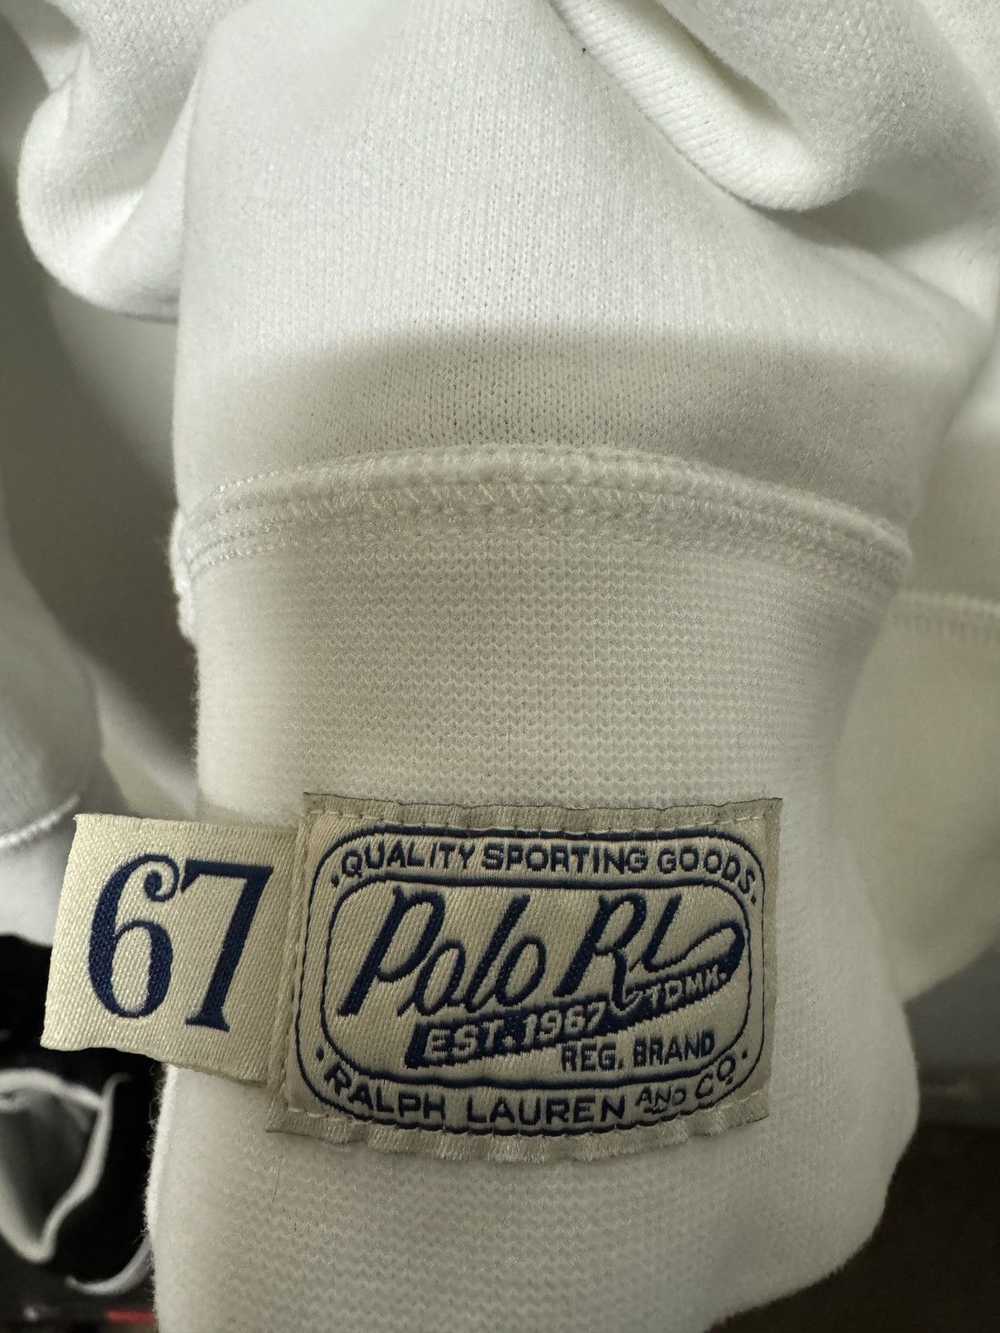 67
·QUALITY SPORTING GOODS·
Polo RL
EST. 1967 TDMK.
REG. BRAND
·RALPH LAUREN AND CO·